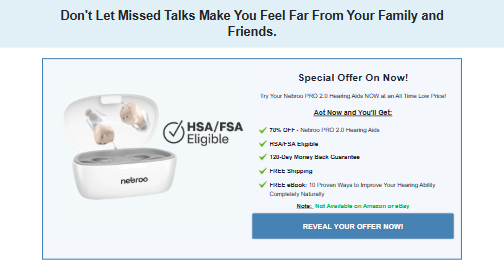 Don't Let Missed Talks Make You Feel Far From Your Family and
Friends.
Special Offer On Now!
Try Your Nebroo PRO 2.0 Hearing Aids NOW at an All Time Low Price!
Act Now and You'll Get:
70% OFF - Nebroo PRO 2.0 Hearing Aids
HSA/FSA Eligible
120-Day Money Back Guarantee
FREE Shipping
FREE eBook: 10 Proven Ways to Improve Your Hearing Ability
Completely Naturally
Note: Not Available on Amazon or eBay
REVEAL YOUR OFFER NOW!
HSA/FSA
Eligible
nebroo